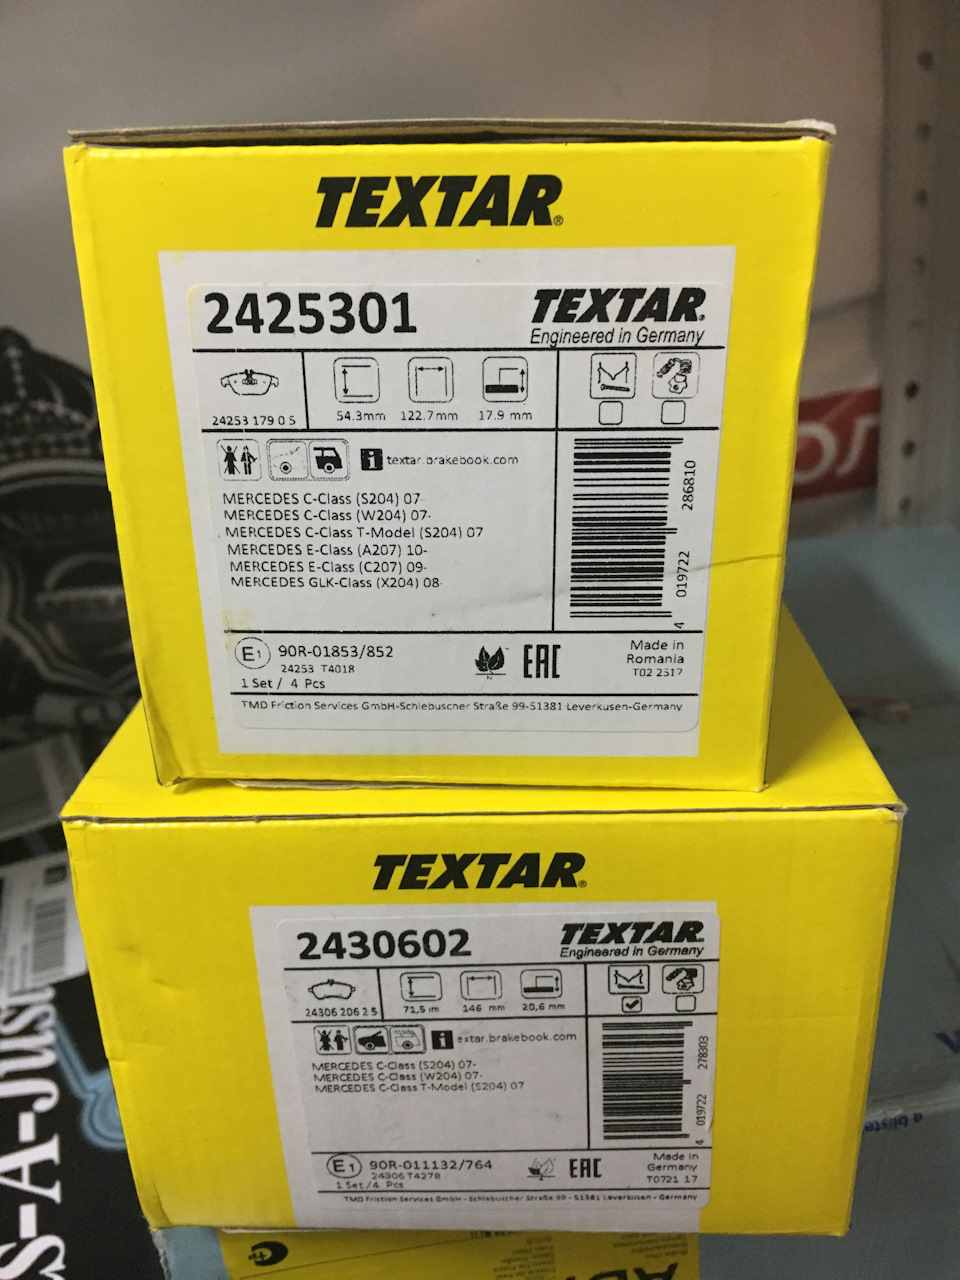 TEXTAR®
2425301
TEXTAR®
Engineered in Germany
24253 179 0 5
54.3mm
122.7mm
17.9 mm
i textar.brakebook.com
MERCEDES C-Class (S204) 07-
MERCEDES C-Class (W204) 07-
MERCEDES C-Class T-Model (S204) 07
MERCEDES E-Class (A207) 10-
MERCEDES E-Class (C207) 09-
MERCEDES GLK-Class (X204) 08
4 019722 286810
E1 90R-01853/852
24253 T4018
1 Set / 4 Pcs
EAC
Made in
Romania
T02 2517
TMD Friction Services GmbH-Schlebuscher Straße 99-51381 Leverkusen-Germany
TEXTAR®
2430602
TEXTAR®
Engineered in Germany
24306 206 2 5
71,5 m
146 mm
20,6 mm
i extar.brakebook.com
MERCEDES C-Class (S204) 07-
MERCEDES C-Class (W204) 07-
MERCEDES C-Class T-Model (S204) 07
4 019722 278303
E1 90R-011132/764
24306 T4278
1 Set / 4 Pcs
EAC
Made in
Germany
T0721 17
TMD Friction Services GmbH - Schlebuscher Straße 99 - 51381 Leverkusen - Germany
S-A-JUS